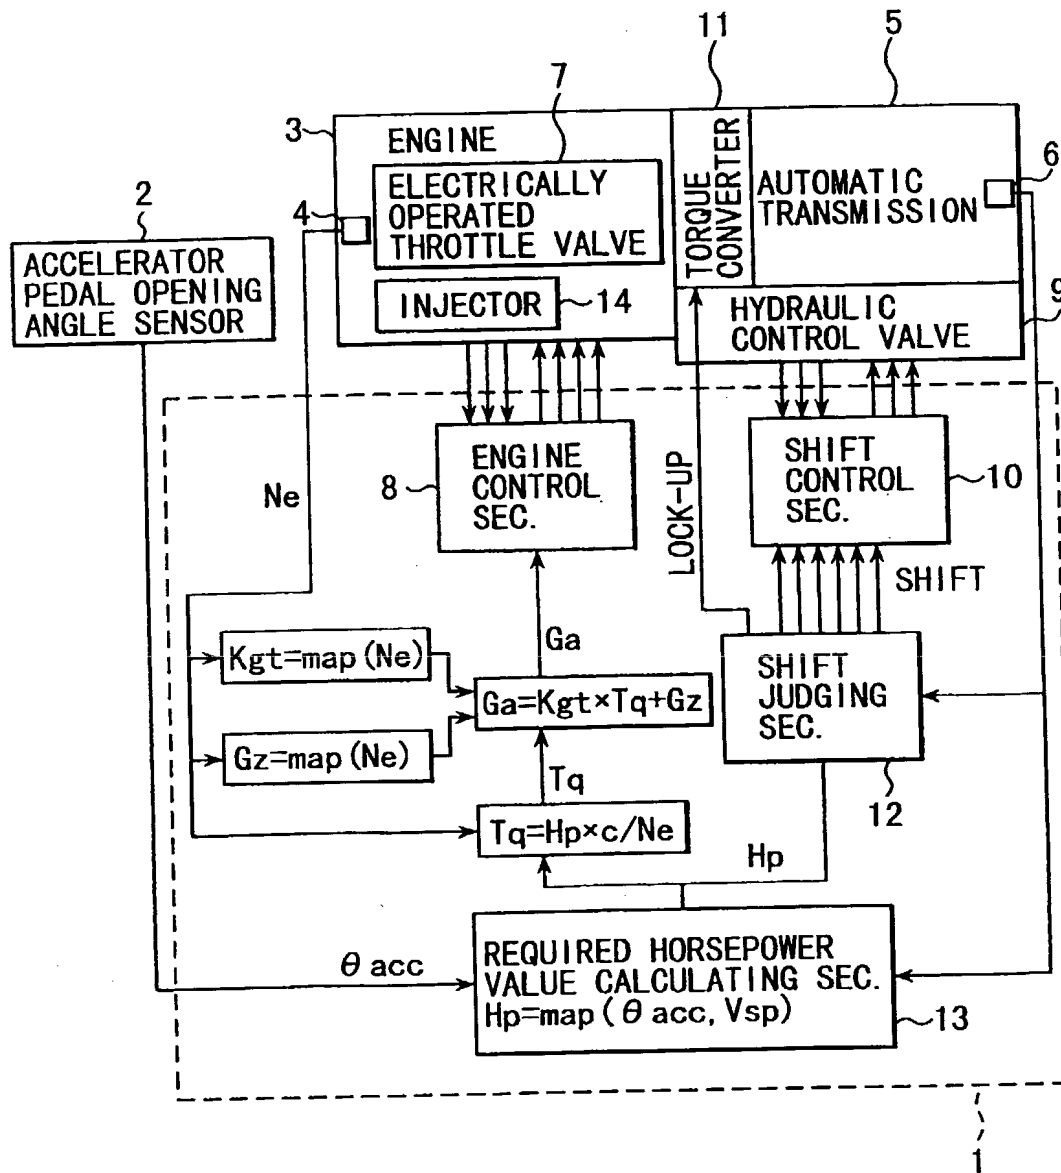 11
5
7
3
ENGINE
6
2
4
ELECTRICALLY
OPERATED
THROTTLE VALVE
TORQUE
CONVERTER
AUTOMATIC
TRANSMISSION
ACCELERATOR
PEDAL OPENING
ANGLE SENSOR
INJECTOR
14
HYDRAULIC
CONTROL VALVE
9
Ne
8
ENGINE
CONTROL
SEC.
LOCK-UP
SHIFT
CONTROL
SEC.
10
SHIFT
Ga
Kgt=map(Ne)
Ga=Kgt×Tq+Gz
SHIFT
JUDGING
SEC.
Gz=map(Ne)
Tq
12
Tq=Hp×c/Ne
Hp
θacc
REQUIRED HORSEPOWER
VALUE CALCULATING SEC.
Hp=map(θacc,Vsp)
13
1